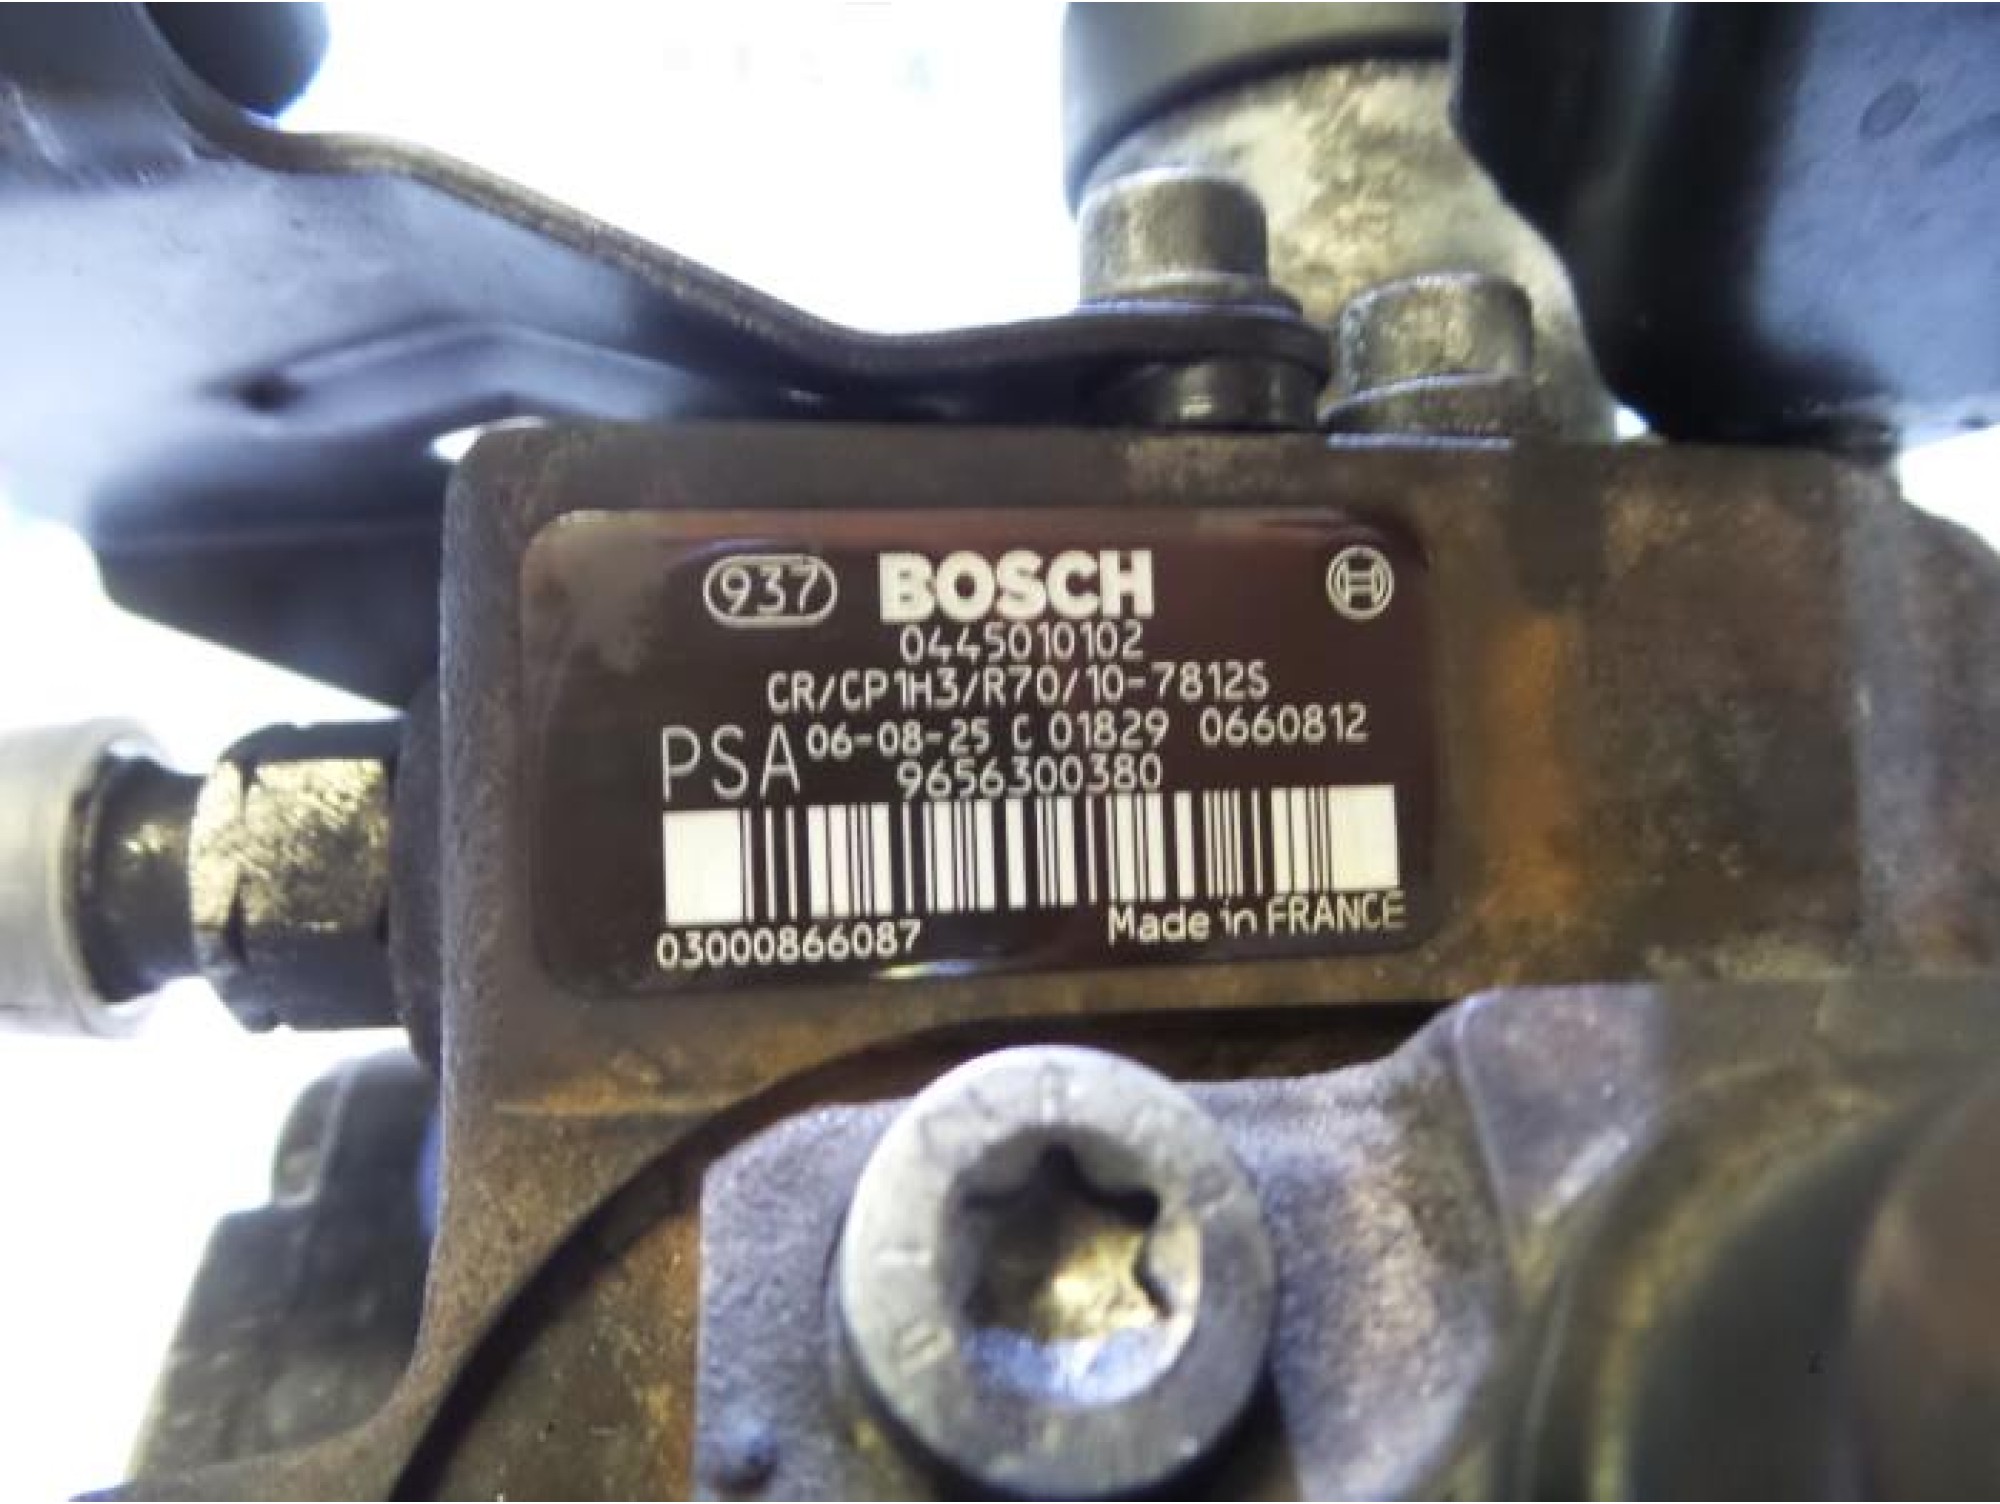 937 BOSCH
0445010102
CR/CP1H3/R70/10-7812S
PSA 06-08-25 C 01829 0660812
9656300380
03000866087 Made in FRANCE